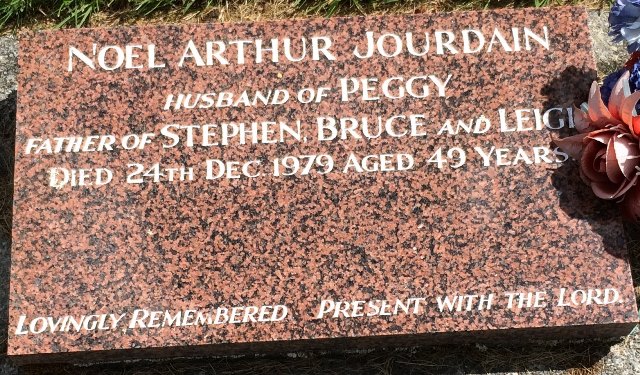 NOEL ARTHUR JOURDAIN
HUSBAND OF PEGGY
FATHER OF STEPHEN, BRUCE AND LEIGH
DIED 24TH DEC 1979 AGED 49 YEARS.
LOVINGLY REMEMBERED PRESENT WITH THE LORD.